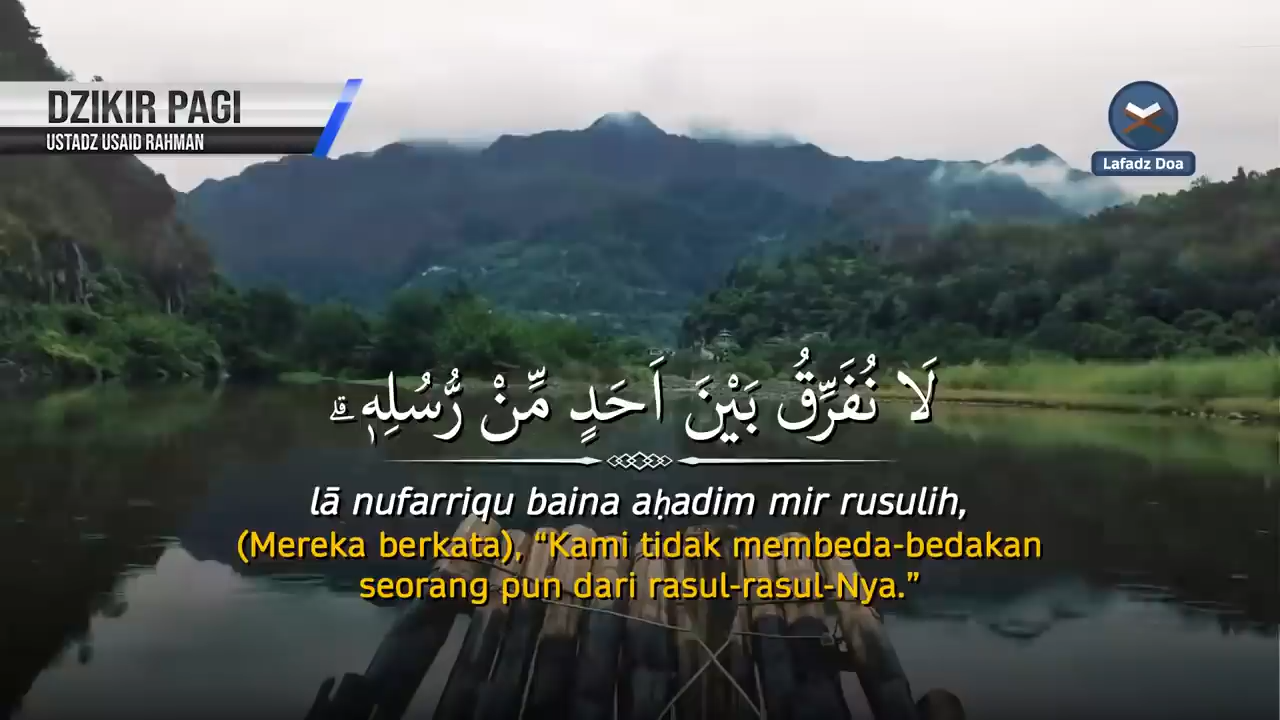 DZIKIR PAGI
USTADZ USAID RAHMAN
Lafadz Doa
لَا نُفَرِّقُ بَيْنَ اَحَدٍ مِّنْ رُّسُلِهٖ ۗ
lā nufarriqu baina aḥadim mir rusulih,
(Mereka berkata), “Kami tidak membeda-bedakan
seorang pun dari rasul-rasul-Nya.”